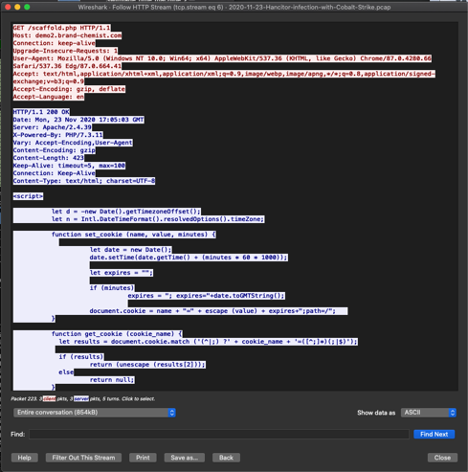 Wireshark · Follow HTTP Stream (tcp.stream eq 6) · 2020-11-23-Hancitor-infection-with-Cobalt-Strike.pcap
GET /scaffold.php HTTP/1.1
Host: demo2.brand-chemist.com
Connection: keep-alive
Upgrade-Insecure-Requests: 1
User-Agent: Mozilla/5.0 (Windows NT 10.0; Win64; x64) AppleWebKit/537.36 (KHTML, like Gecko) Chrome/87.0.4280.66
Safari/537.36 Edg/87.0.664.41
Accept: text/html,application/xhtml+xml,application/xml;q=0.9,image/webp,image/apng,*/*;q=0.8,application/signed-
exchange;v=b3;q=0.9
Accept-Encoding: gzip, deflate
Accept-Language: en
HTTP/1.1 200 OK
Date: Mon, 23 Nov 2020 17:05:03 GMT
Server: Apache/2.4.39
X-Powered-By: PHP/7.3.11
Vary: Accept-Encoding,User-Agent
Content-Encoding: gzip
Content-Length: 423
Keep-Alive: timeout=5, max=100
Connection: Keep-Alive
Content-Type: text/html; charset=UTF-8
<script>
let d = -new Date().getTimezoneOffset();
let n = Intl.DateTimeFormat().resolvedOptions().timeZone;
function set_cookie (name, value, minutes) {
let date = new Date();
date.setTime(date.getTime() + (minutes * 60 * 1000));
let expires = "";
if (minutes)
expires = "; expires="+date.toGMTString();
document.cookie = name + "=" + escape (value) + expires+";path=/";
}
function get_cookie (cookie_name) {
let results = document.cookie.match ('(^|;) ?' + cookie_name + '=([^;]*)(;|$)');
if (results)
return (unescape (results[2]));
else
return null;
}
Packet 223. 3 client pkts, 3 server pkts, 5 turns. Click to select.
Entire conversation (854kB) Show data as ASCII
Find: Find Next
Help Filter Out This Stream Print Save as... Back Close